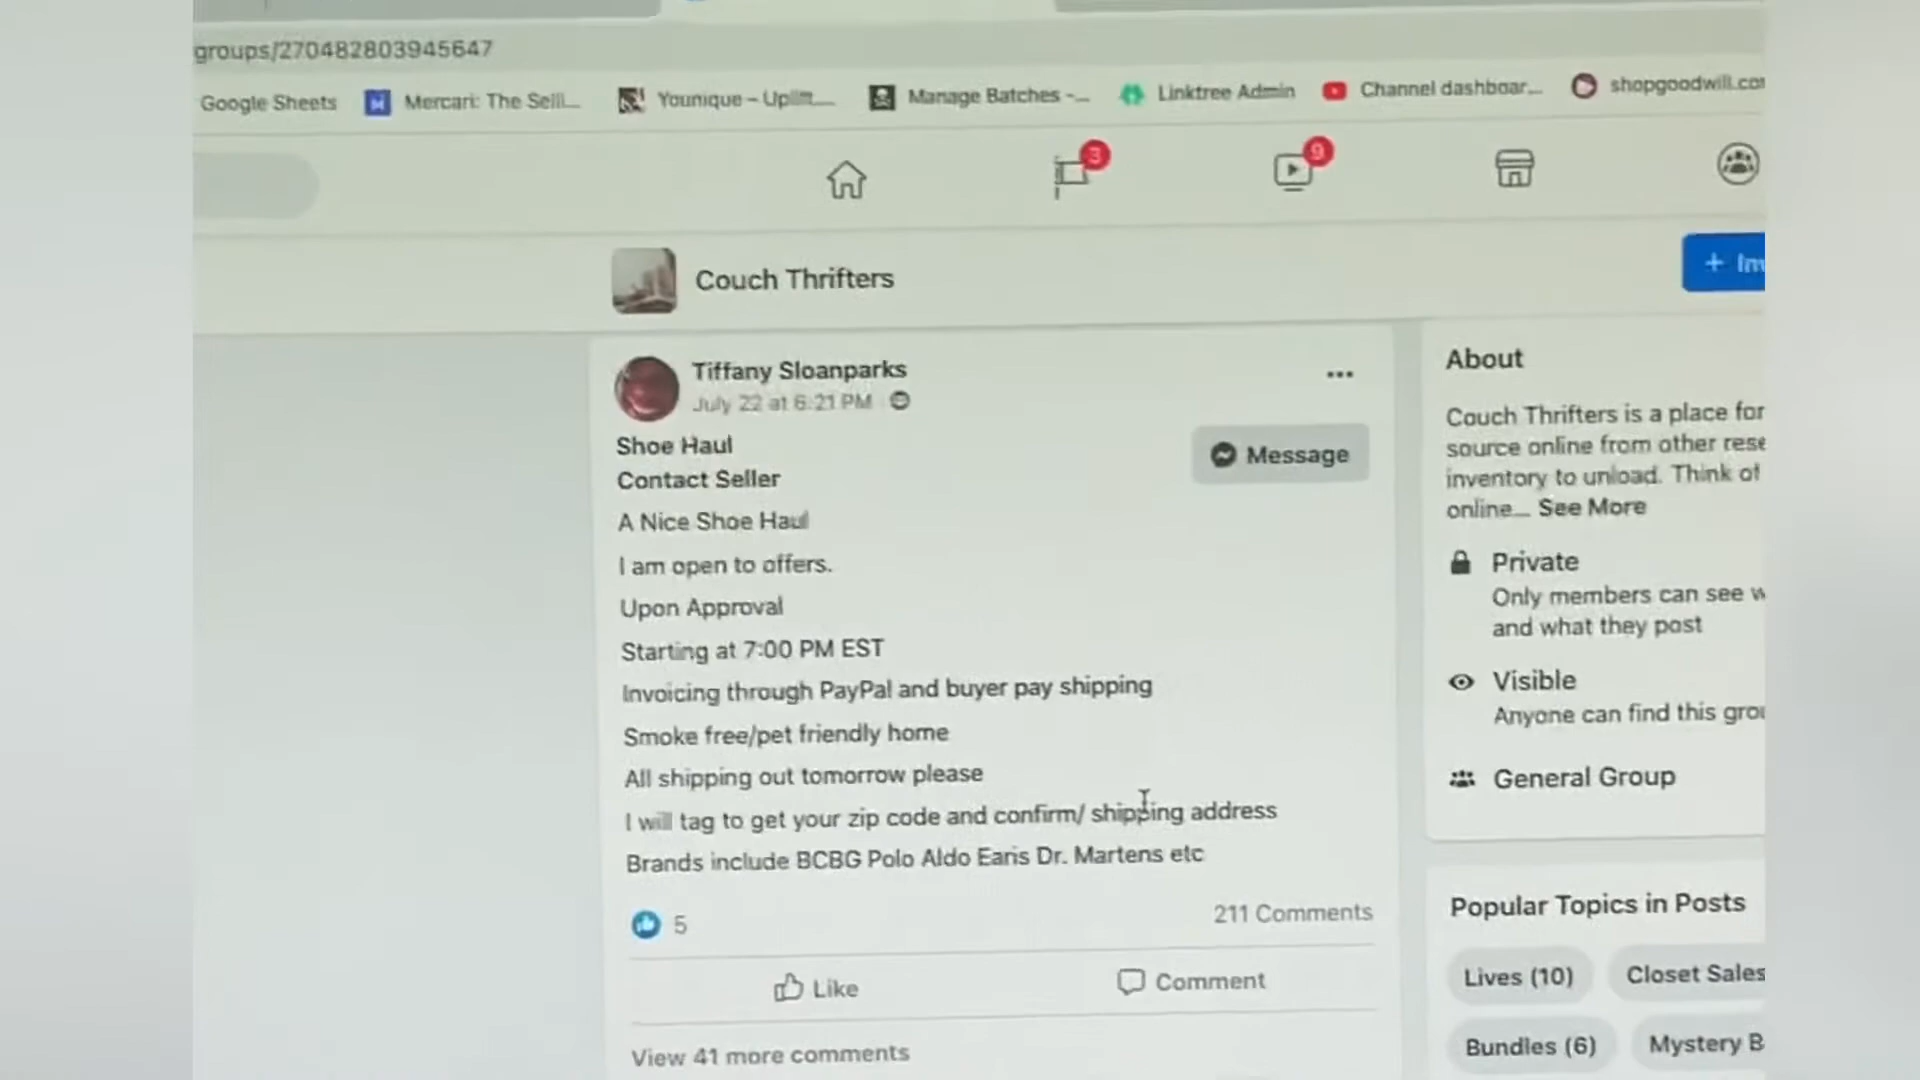 groups/270482803945647
Google Sheets
Mercari: The Selli...
Younique – Uplift...
Manage Batches -...
Linktree Admin
Channel dashboar...
shopgoodwill.co
3
9
Couch Thrifters
+ Inv
Tiffany Sloanparks
July 22 at 6:21 PM
...
Shoe Haul
Contact Seller
Message
A Nice Shoe Haul
I am open to offers.
Upon Approval
Starting at 7:00 PM EST
Invoicing through PayPal and buyer pay shipping
Smoke free/pet friendly home
All shipping out tomorrow please
I will tag to get your zip code and confirm/ shipping address
Brands include BCBG Polo Aldo Earis Dr. Martens etc
5
211 Comments
Like
Comment
View 41 more comments
About
Couch Thrifters is a place for
source online from other rese
inventory to unload. Think of
online... See More
Private
Only members can see w
and what they post
Visible
Anyone can find this grou
General Group
Popular Topics in Posts
Lives (10)
Closet Sales
Bundles (6)
Mystery B